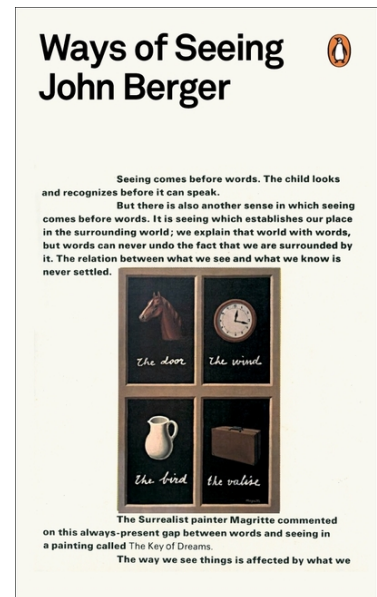 Ways of Seeing
John Berger
Seeing comes before words. The child looks
and recognizes before it can speak.
But there is also another sense in which seeing
comes before words. It is seeing which establishes our place
in the surrounding world; we explain that world with words,
but words can never undo the fact that we are surrounded by
it. The relation between what we see and what we know is
never settled.
the door
the wind
the bird
the valise
Magritte
The Surrealist painter Magritte commented
on this always-present gap between words and seeing in
a painting called The Key of Dreams.
The way we see things is affected by what we